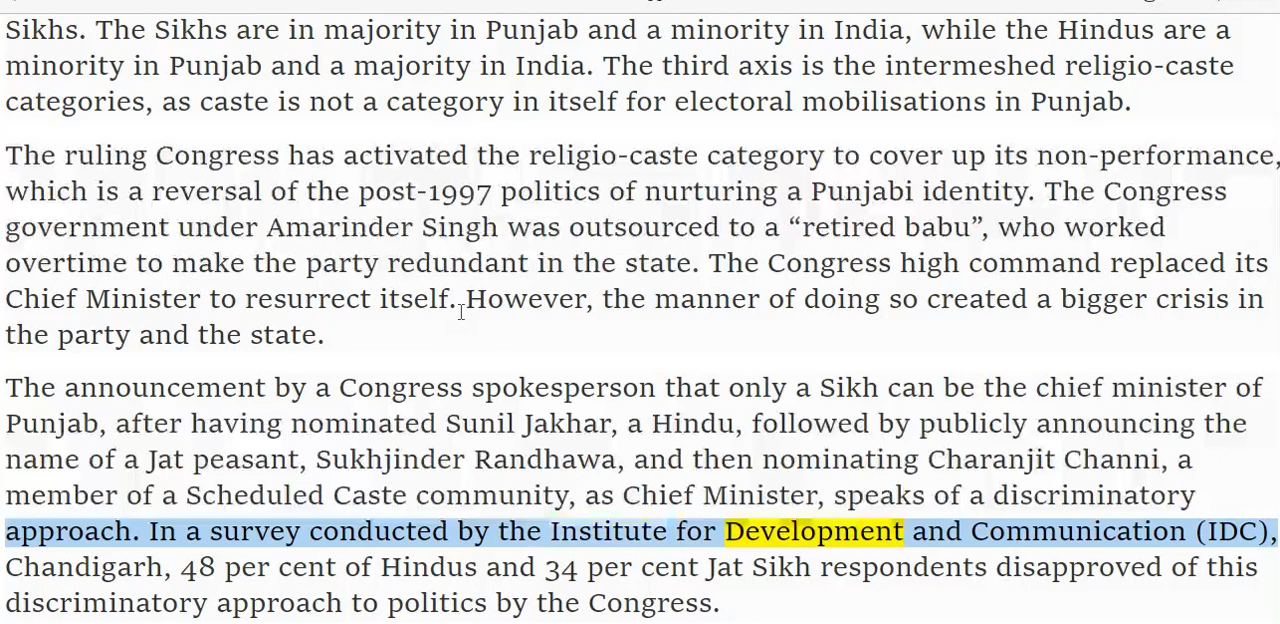 Sikhs. The Sikhs are in majority in Punjab and a minority in India, while the Hindus are a
minority in Punjab and a majority in India. The third axis is the intermeshed religio-caste
categories, as caste is not a category in itself for electoral mobilisations in Punjab.
The ruling Congress has activated the religio-caste category to cover up its non-performance,
which is a reversal of the post-1997 politics of nurturing a Punjabi identity. The Congress
government under Amarinder Singh was outsourced to a “retired babu”, who worked
overtime to make the party redundant in the state. The Congress high command replaced its
Chief Minister to resurrect itself. However, the manner of doing so created a bigger crisis in
the party and the state.
The announcement by a Congress spokesperson that only a Sikh can be the chief minister of
Punjab, after having nominated Sunil Jakhar, a Hindu, followed by publicly announcing the
name of a Jat peasant, Sukhjinder Randhawa, and then nominating Charanjit Channi, a
member of a Scheduled Caste community, as Chief Minister, speaks of a discriminatory
approach. In a survey conducted by the Institute for Development and Communication (IDC),
Chandigarh, 48 per cent of Hindus and 34 per cent Jat Sikh respondents disapproved of this
discriminatory approach to politics by the Congress.